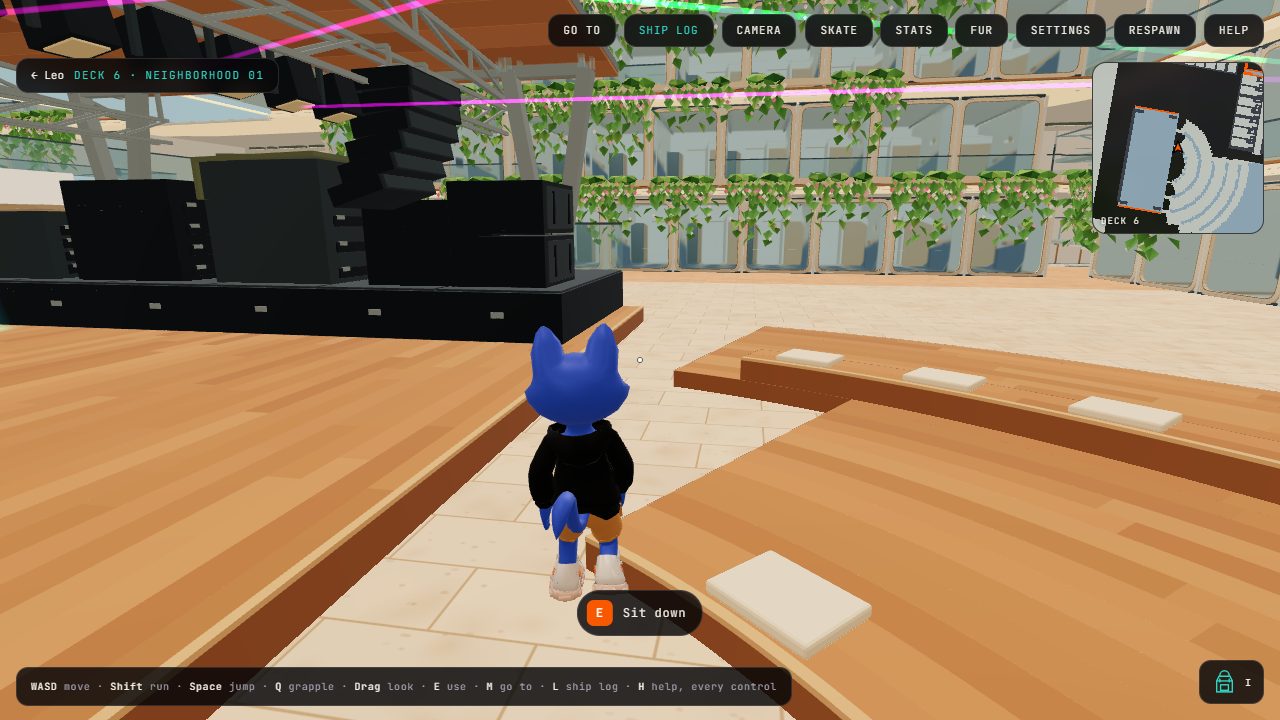 GO TO
SHIP LOG
CAMERA
SKATE
STATS
FUR
SETTINGS
RESPAWN
HELP
← Leo DECK 6 · NEIGHBORHOOD 01
DECK 6
E Sit down
WASD move · Shift run · Space jump · Q grapple · Drag look · E use · M go to · L ship log · H help, every control
I